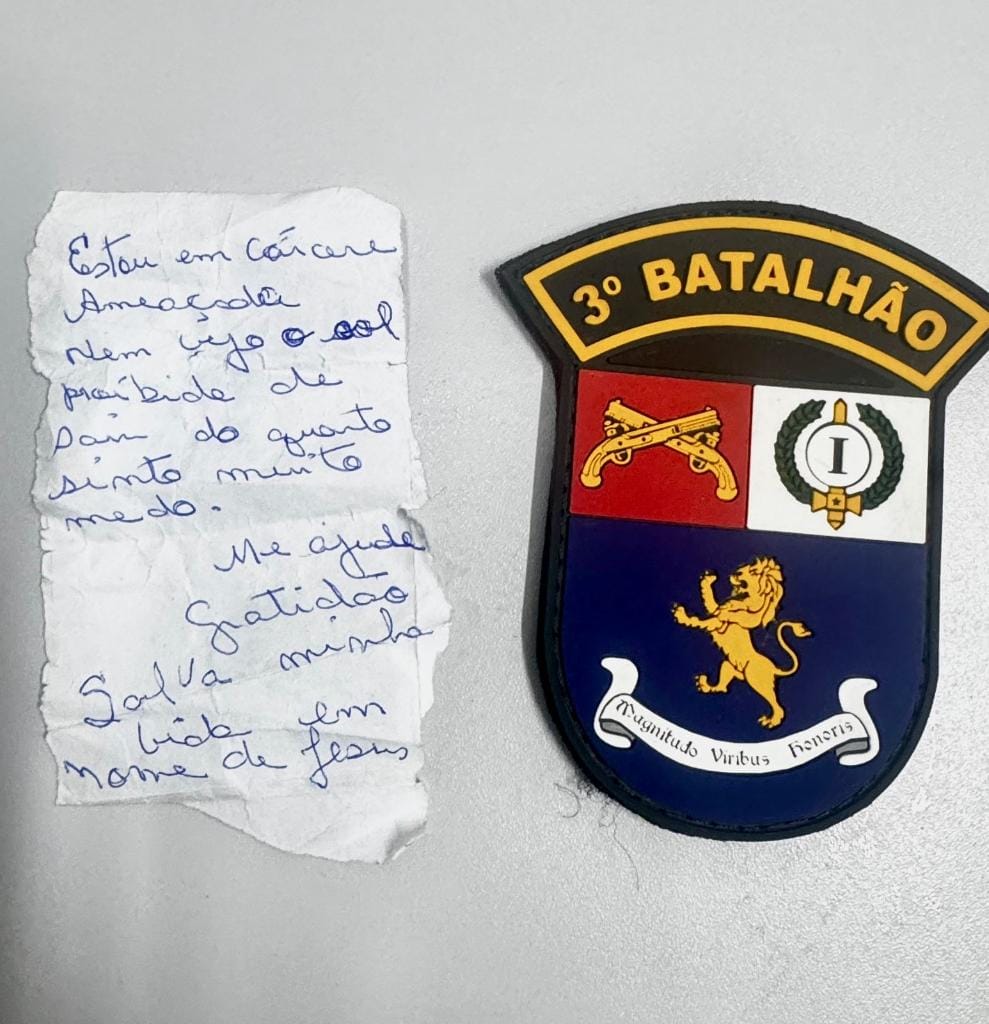 Estou em Cárcere
Ameaçada
Nem vejo o sol
proibida de
sair do quarto
sinto muito
medo.
Me ajude
Gratidão
Salva minha
vida em
nome de Jesus
3º BATALHÃO
I
Magnitudo Viribus Honoris